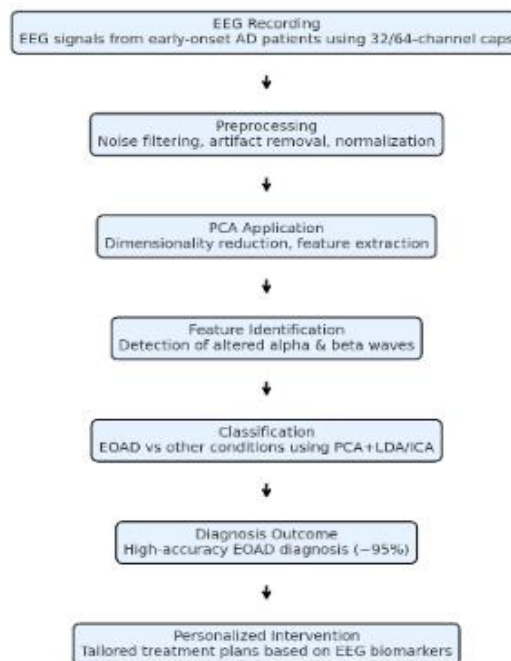 EEG Recording
EEG signals from early-onset AD patients using 32/64-channel caps
Preprocessing
Noise filtering, artifact removal, normalization
PCA Application
Dimensionality reduction, feature extraction
Feature Identification
Detection of altered alpha & beta waves
Classification
EOAD vs other conditions using PCA+LDA/ICA
Diagnosis Outcome
High-accuracy EOAD diagnosis (~95%)
Personalized Intervention
Tailored treatment plans based on EEG biomarkers